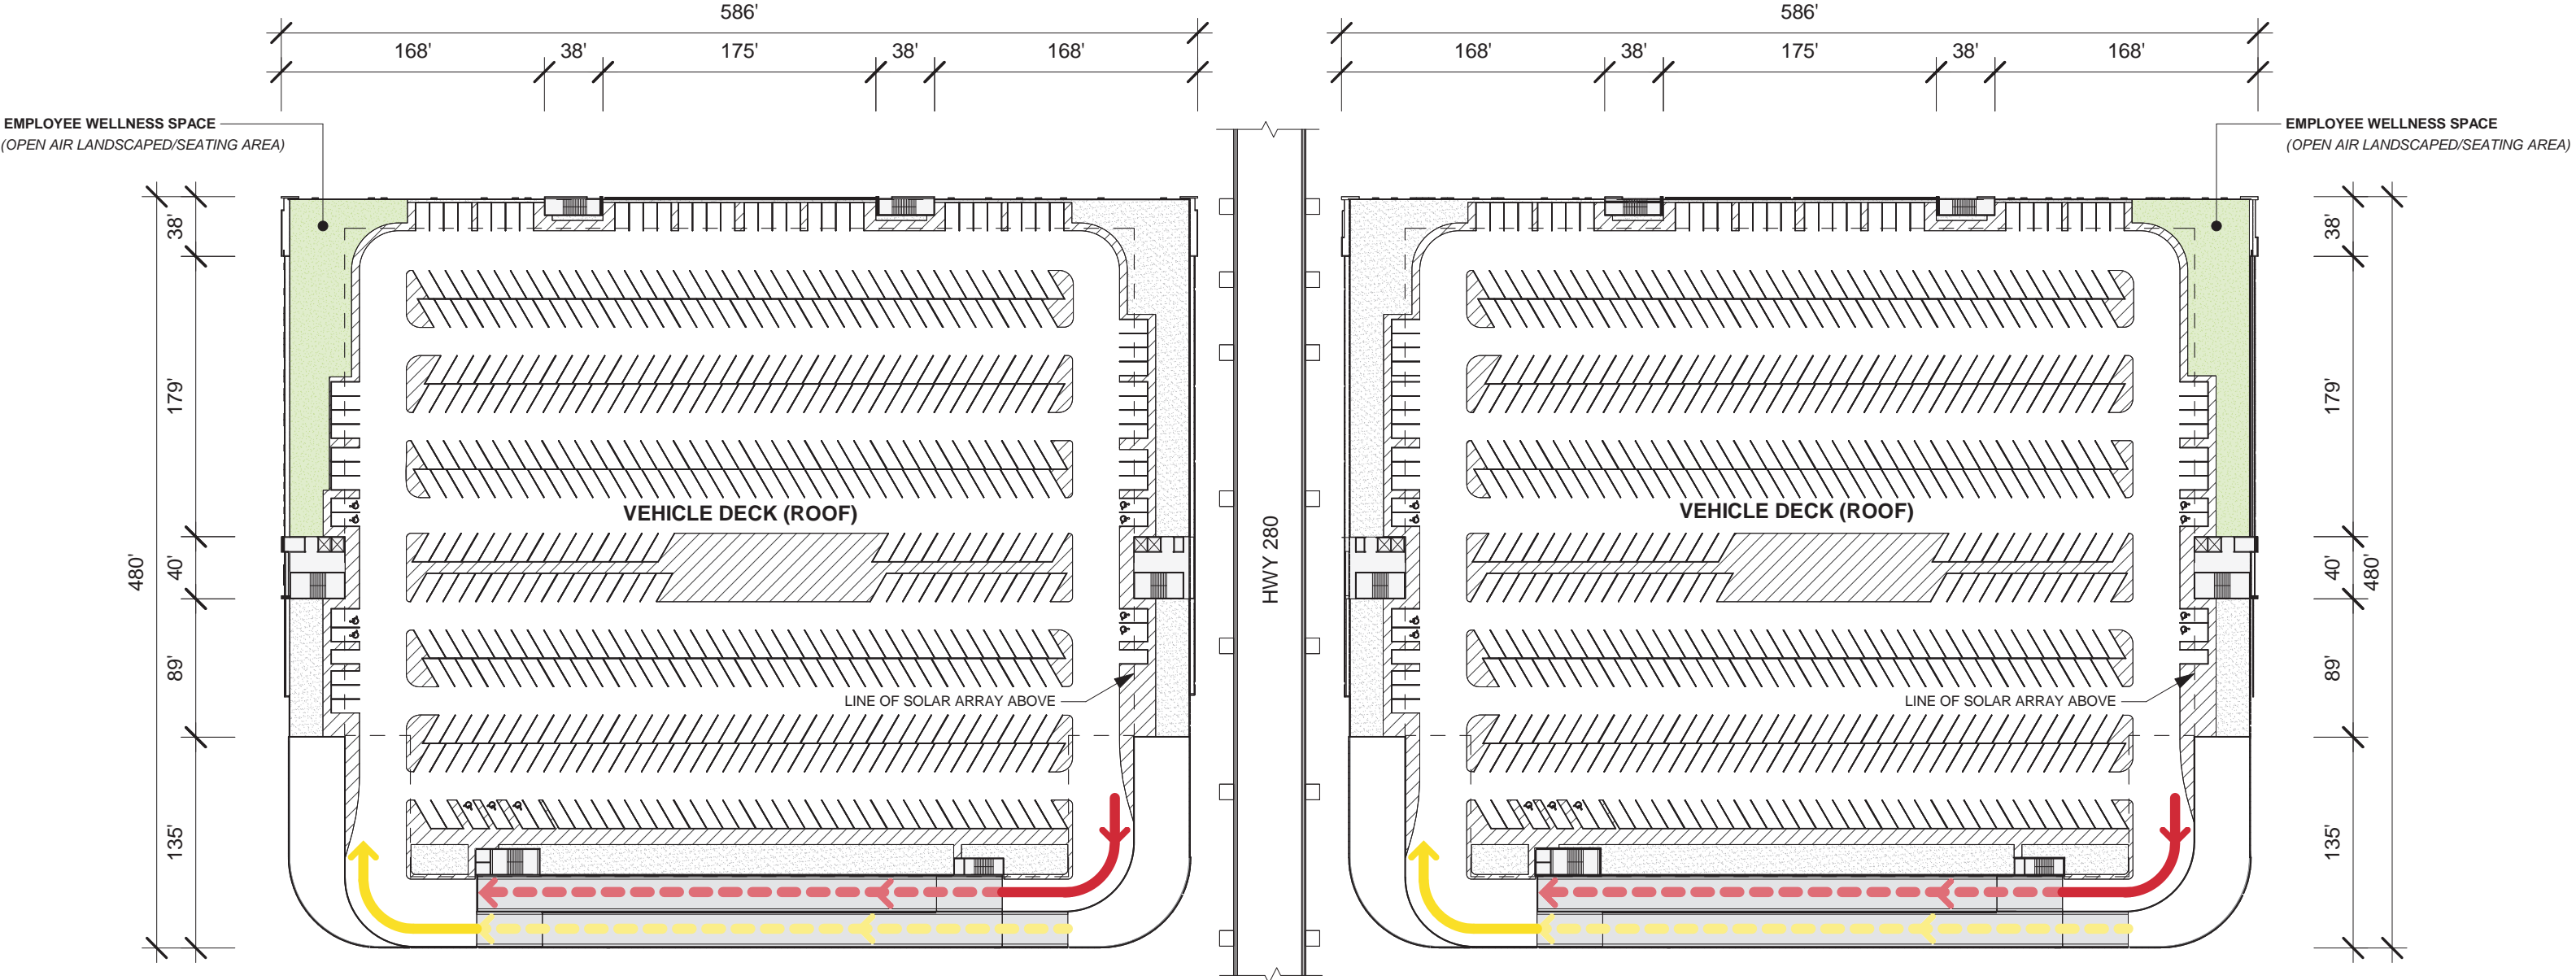 586'
586'
168'
38'
175'
38'
168'
168'
38'
175'
38'
168'
EMPLOYEE WELLNESS SPACE
(OPEN AIR LANDSCAPED/SEATING AREA)
EMPLOYEE WELLNESS SPACE
(OPEN AIR LANDSCAPED/SEATING AREA)
480'
38'
179'
40'
89'
135'
VEHICLE DECK (ROOF)
LINE OF SOLAR ARRAY ABOVE
HWY 280
VEHICLE DECK (ROOF)
LINE OF SOLAR ARRAY ABOVE
38'
179'
40'
89'
135'
480'